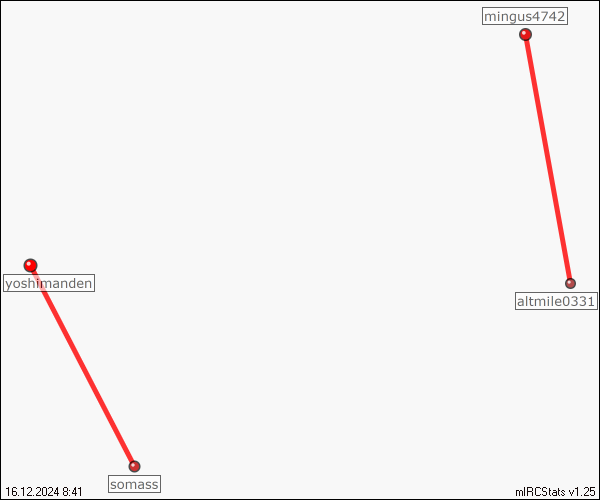 mingus4742
yoshimanden
altmile0331
somass
16.12.2024 8:41
mIRCStats v1.25